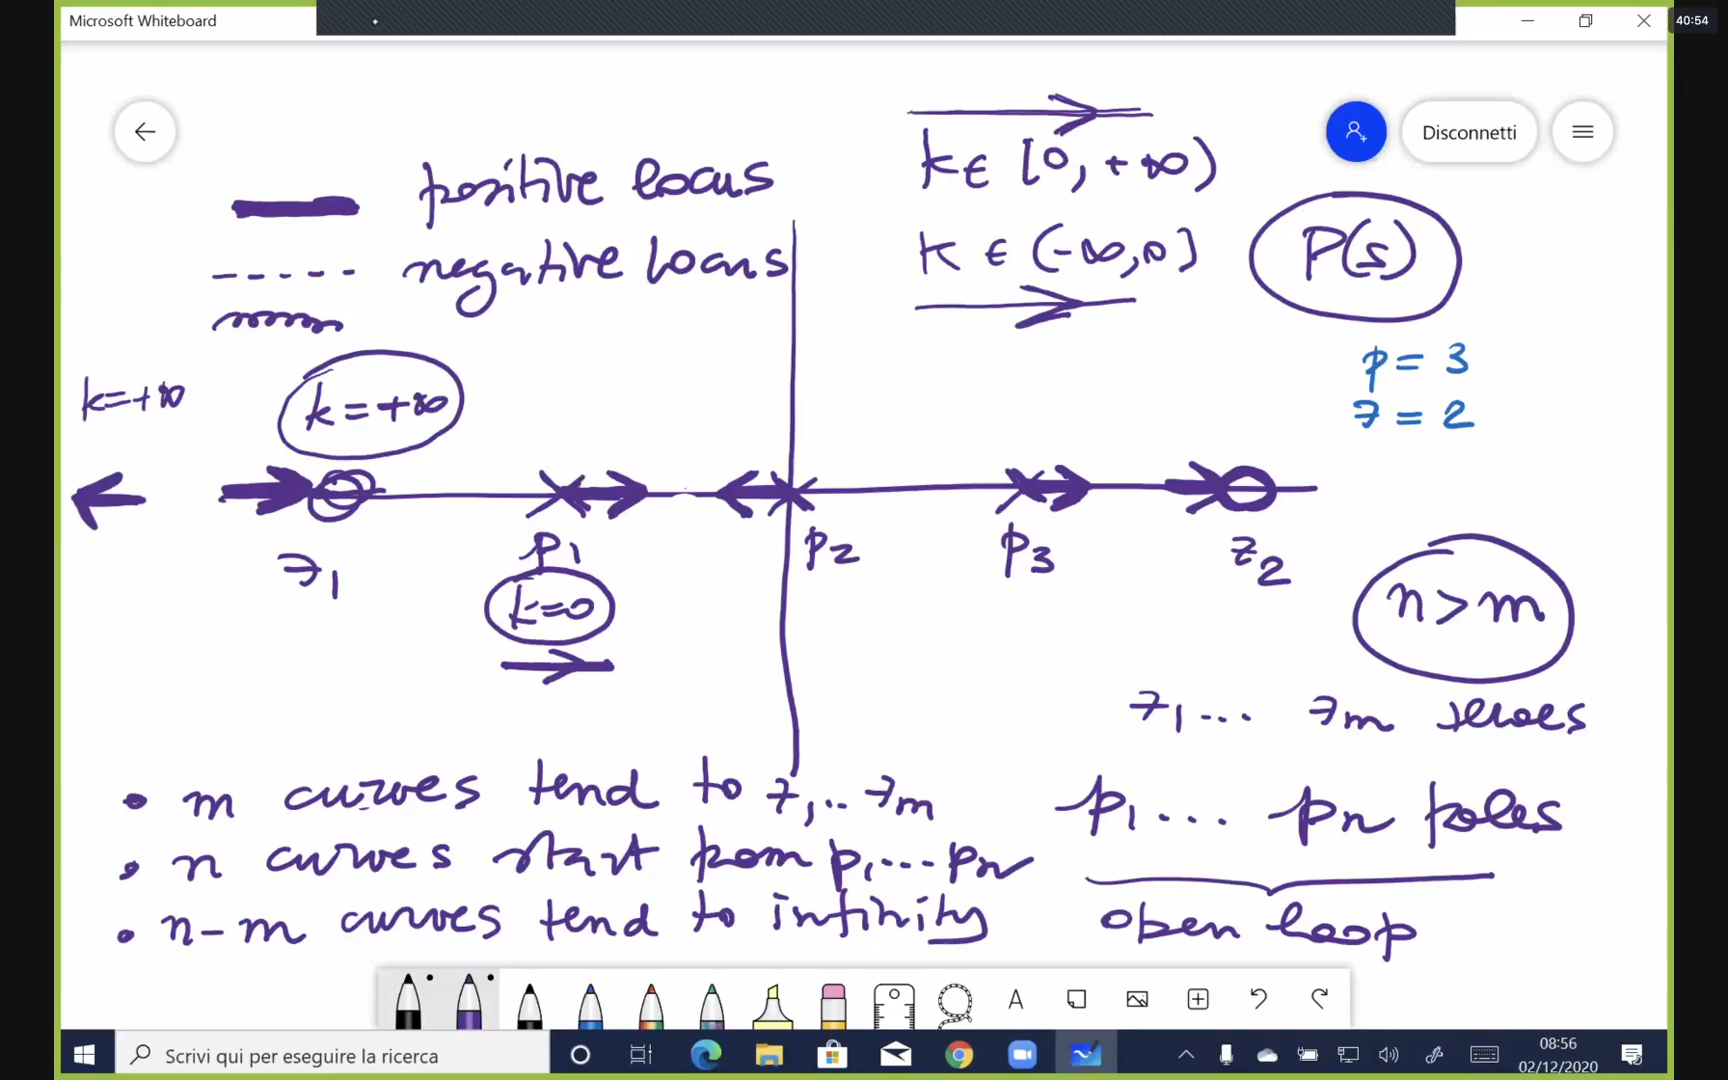 Microsoft Whiteboard
40:54
Disconnetti
positive locus
k ∈ [0, +∞)
negative locus
k ∈ (-∞, 0]
P(s)
p = 3
z = 2
k=+∞
k=+∞
z1
p1
p2
p3
z2
k=0
n>m
z1 ... zm zeroes
• m curves tend to z1 .. zm
p1 ... pn poles
• n curves start from p1 ... pn
• n-m curves tend to infinity
open loop
A
Scrivi qui per eseguire la ricerca
08:56
02/12/2020